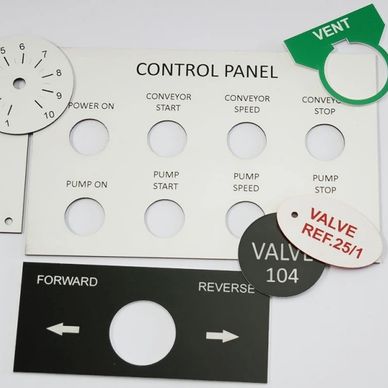 VENT
5
6
7
8
9
10
1
CONTROL PANEL
POWER ON
CONVEYOR
START
CONVEYOR
SPEED
CONVEYO
STOP
PUMP ON
PUMP
START
PUMP
SPEED
PUMP
STOP
VALVE
REF.25/1
VALVE
104
FORWARD
REVERSE